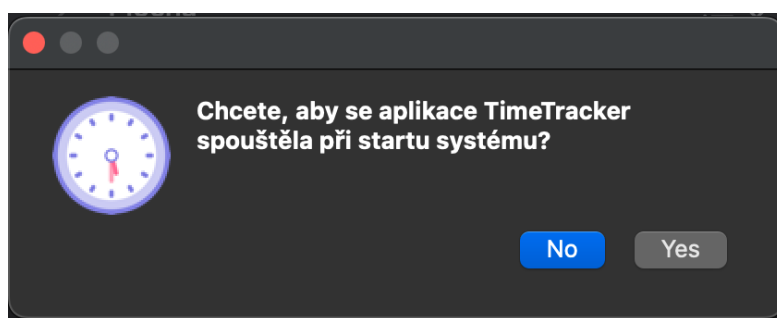 Chcete, aby se aplikace TimeTracker
spouštěla při startu systému?
No
Yes